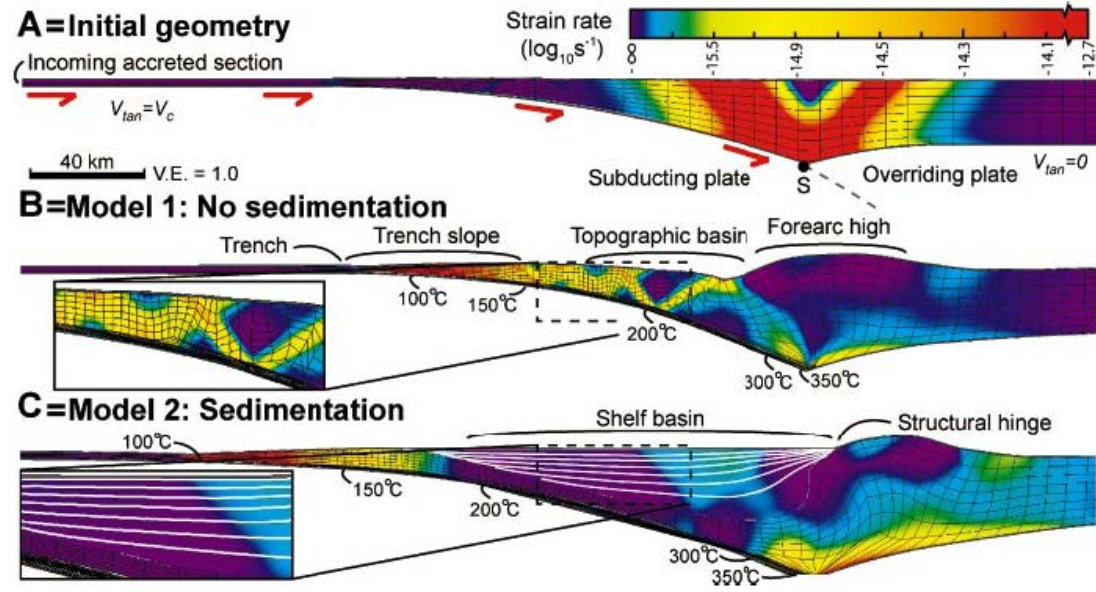 A=Initial geometry
Strain rate
(log10s-1)
-∞
-15.5
-14.9
-14.5
-14.3
-14.1
-12.7
Incoming accreted section
Vtan=Vc
40 km
V.E. = 1.0
Subducting plate
S
Overriding plate
Vtan=0
B=Model 1: No sedimentation
Trench
Trench slope
Topographic basin
Forearc high
100°C
150°C
200°C
300°C
350°C
C=Model 2: Sedimentation
Shelf basin
Structural hinge
100°C
150°C
200°C
300°C
350°C